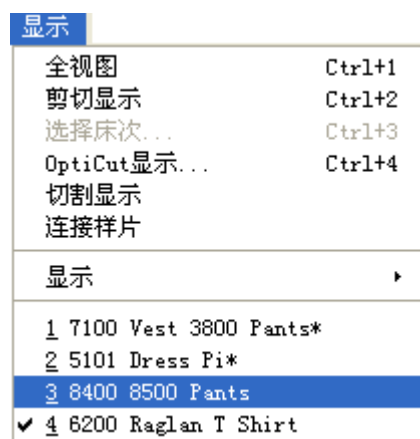 显示
全视图 Ctrl+1
剪切显示 Ctrl+2
选择床次... Ctrl+3
OptiCut显示... Ctrl+4
切割显示
连接样片
显示
1 7100 Vest 3800 Pants*
2 5101 Dress Pi*
3 8400 8500 Pants
4 6200 Raglan T Shirt